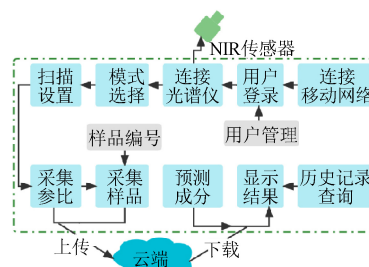 NIR传感器
扫描
设置
模式
选择
连接
光谱仪
用户
登录
连接
移动网络
样品编号
用户管理
采集
参比
采集
样品
预测
成分
显示
结果
历史记录
查询
上传
云端
下载